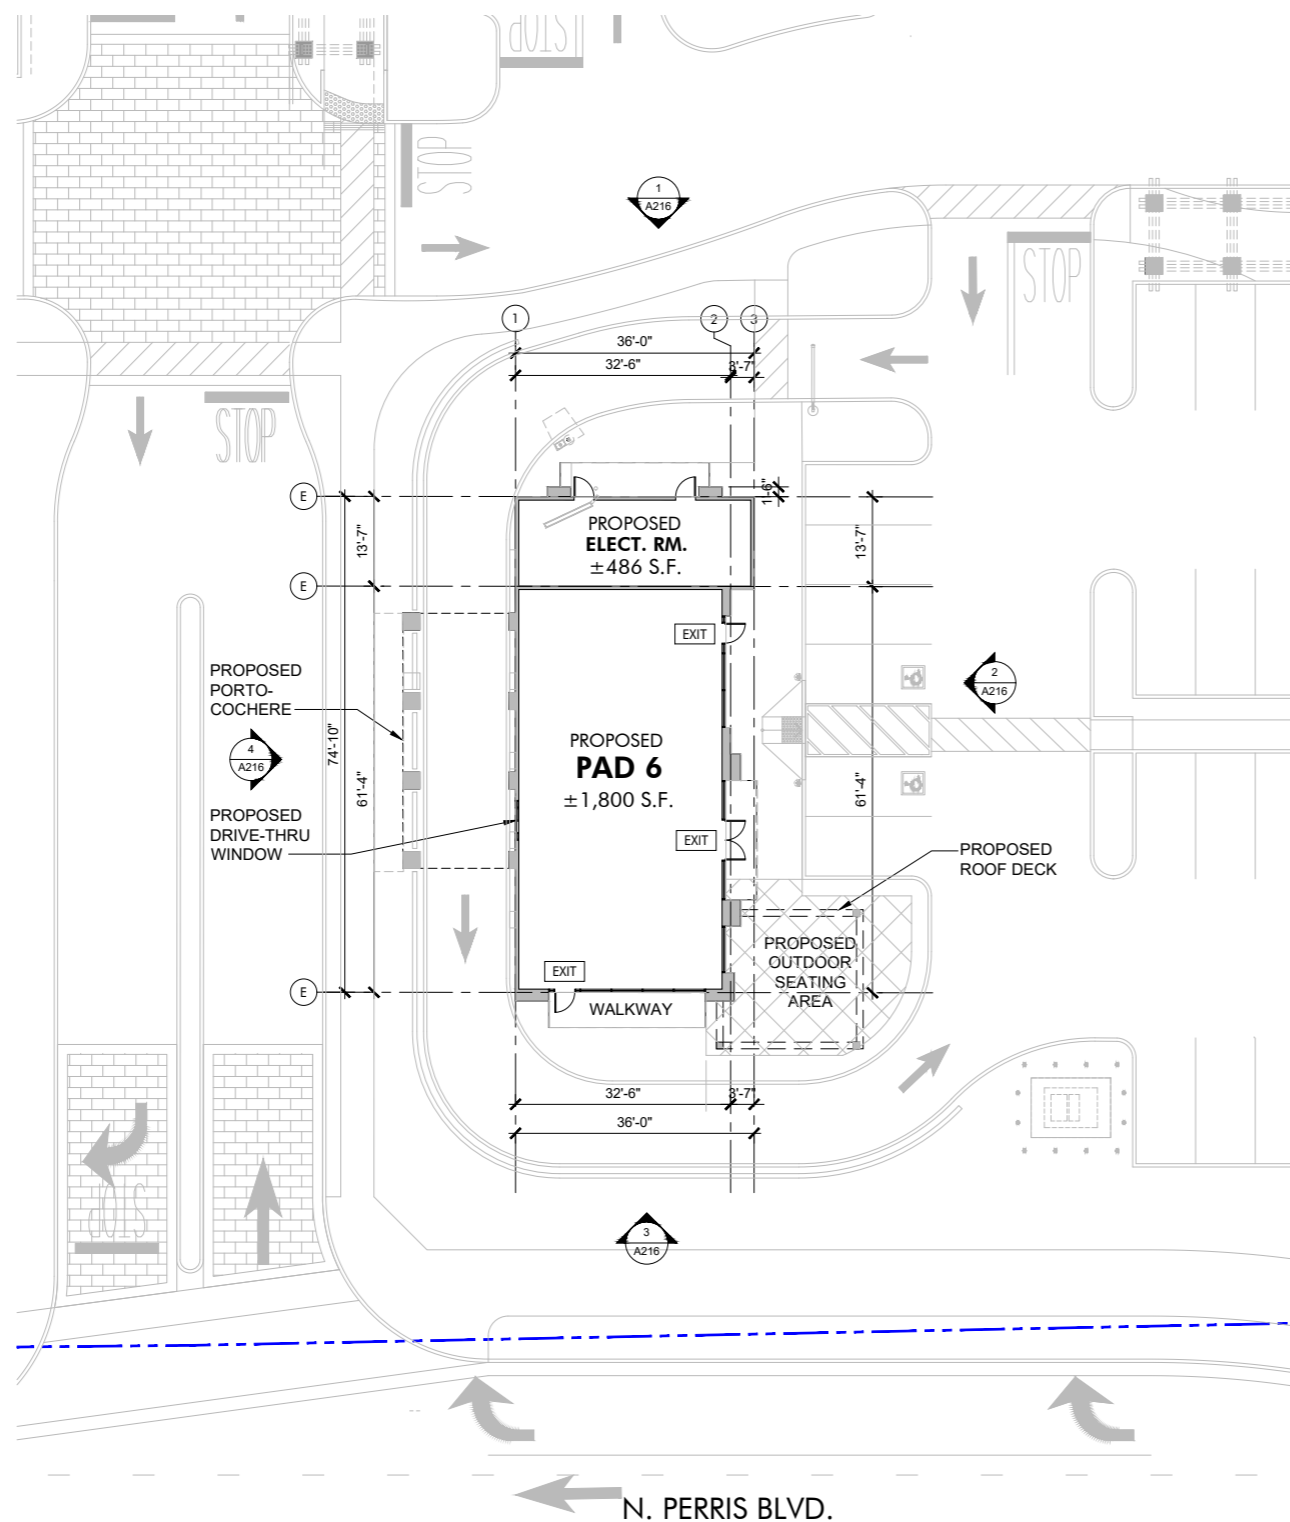 STOP
STOP
1
A216
STOP
1
2
3
36'-0"
32'-6"
3'-7"
STOP
E
1'-6"
PROPOSED
ELECT. RM.
±486 S.F.
13'-7"
13'-7"
E
EXIT
PROPOSED
PORTO-
COCHERE
2
A216
4
A216
74'-10"
61'-4"
PROPOSED
PAD 6
±1,800 S.F.
61'-4"
PROPOSED
DRIVE-THRU
WINDOW
EXIT
PROPOSED
ROOF DECK
PROPOSED
OUTDOOR
SEATING
AREA
EXIT
E
WALKWAY
32'-6"
3'-7"
36'-0"
STOP
3
A216
N. PERRIS BLVD.